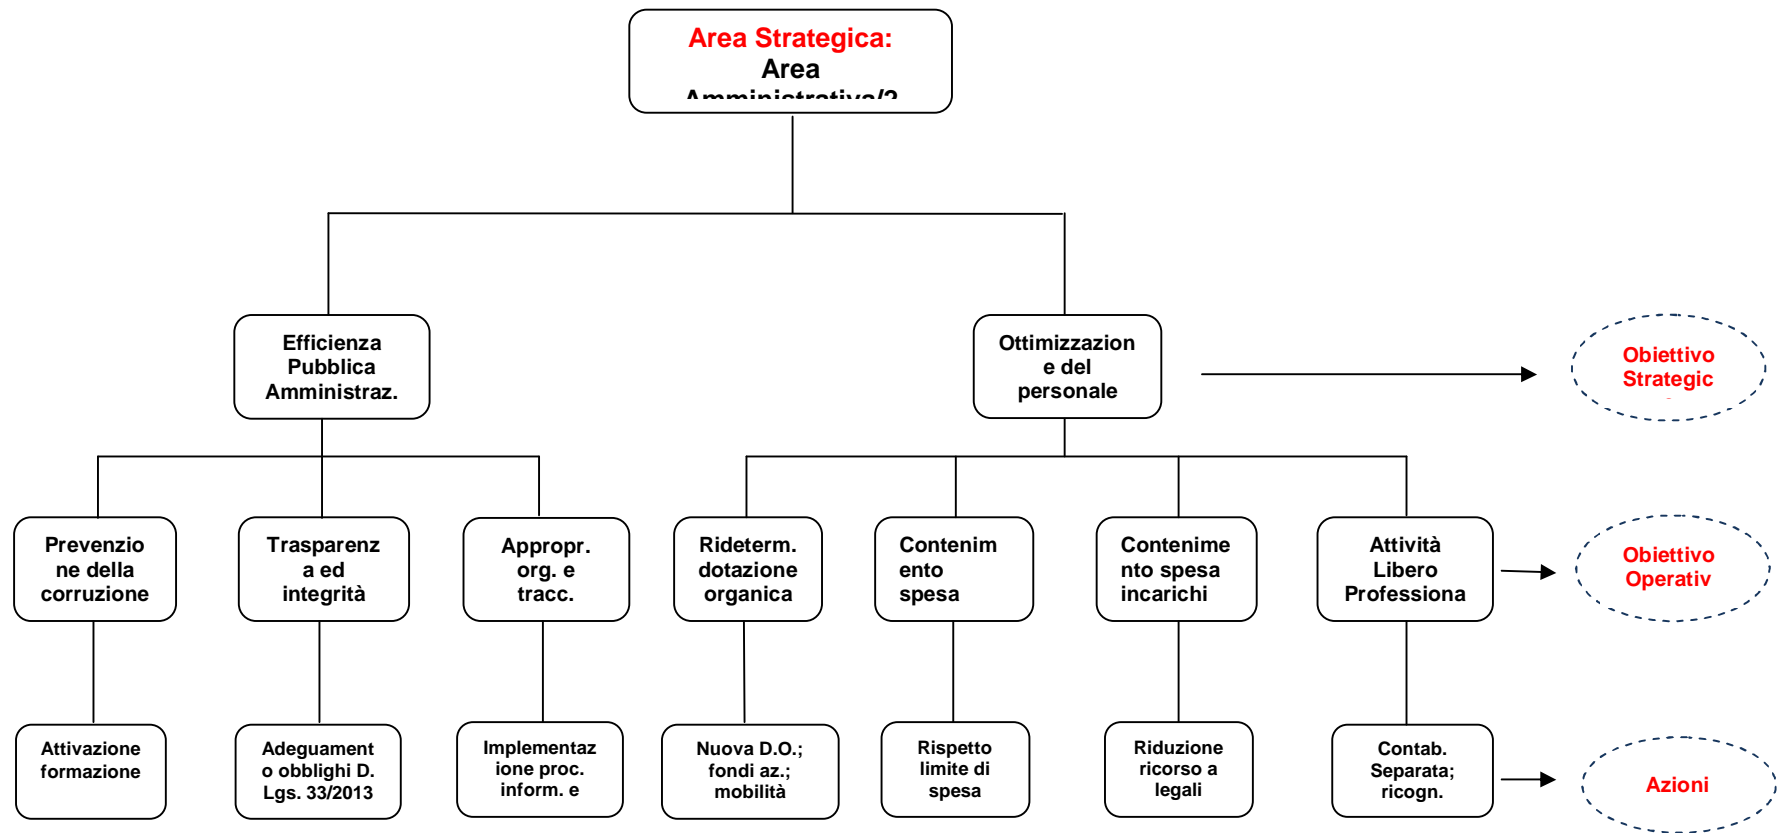 Area Strategica:
Area
Amministrativa/2
Efficienza
Pubblica
Amministraz.
Ottimizzazion
e del
personale
Obiettivo
Strategic
Prevenzio
ne della
corruzione
Trasparenz
a ed
integrità
Appropr.
org. e
tracc.
Rideterm.
dotazione
organica
Contenim
ento
spesa
Contenime
nto spesa
incarichi
Attività
Libero
Professiona
Obiettivo
Operativ
Attivazione
formazione
Adeguament
o obblighi D.
Lgs. 33/2013
Implementaz
ione proc.
inform. e
Nuova D.O.;
fondi az.;
mobilità
Rispetto
limite di
spesa
Riduzione
ricorso a
legali
Contab.
Separata;
ricogn.
Azioni